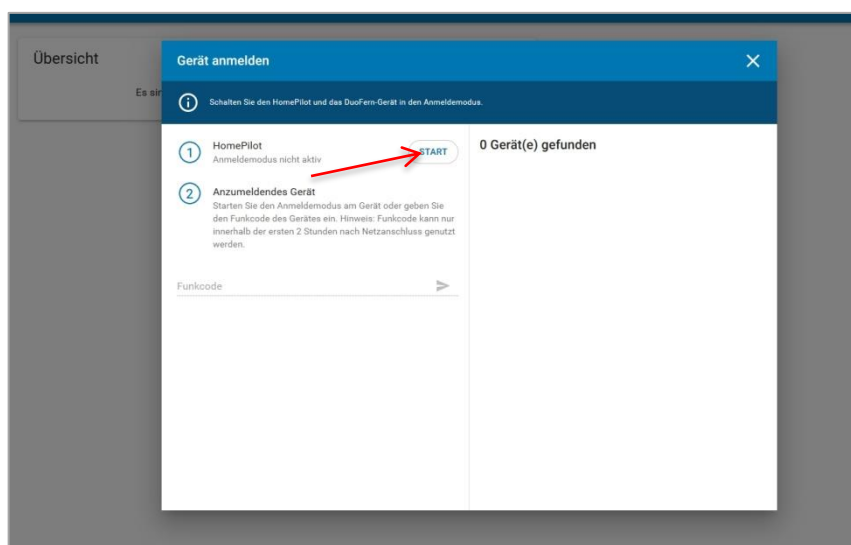 Übersicht
Es sin
Gerät anmelden
Schalten Sie den HomePilot und das DuoFern-Gerät in den Anmeldemodus.
1
HomePilot
Anmeldemodus nicht aktiv
START
2
Anzumeldendes Gerät
Starten Sie den Anmeldemodus am Gerät oder geben Sie
den Funkcode des Gerätes ein. Hinweis: Funkcode kann nur
innerhalb der ersten 2 Stunden nach Netzanschluss genutzt
werden.
Funkcode
0 Gerät(e) gefunden